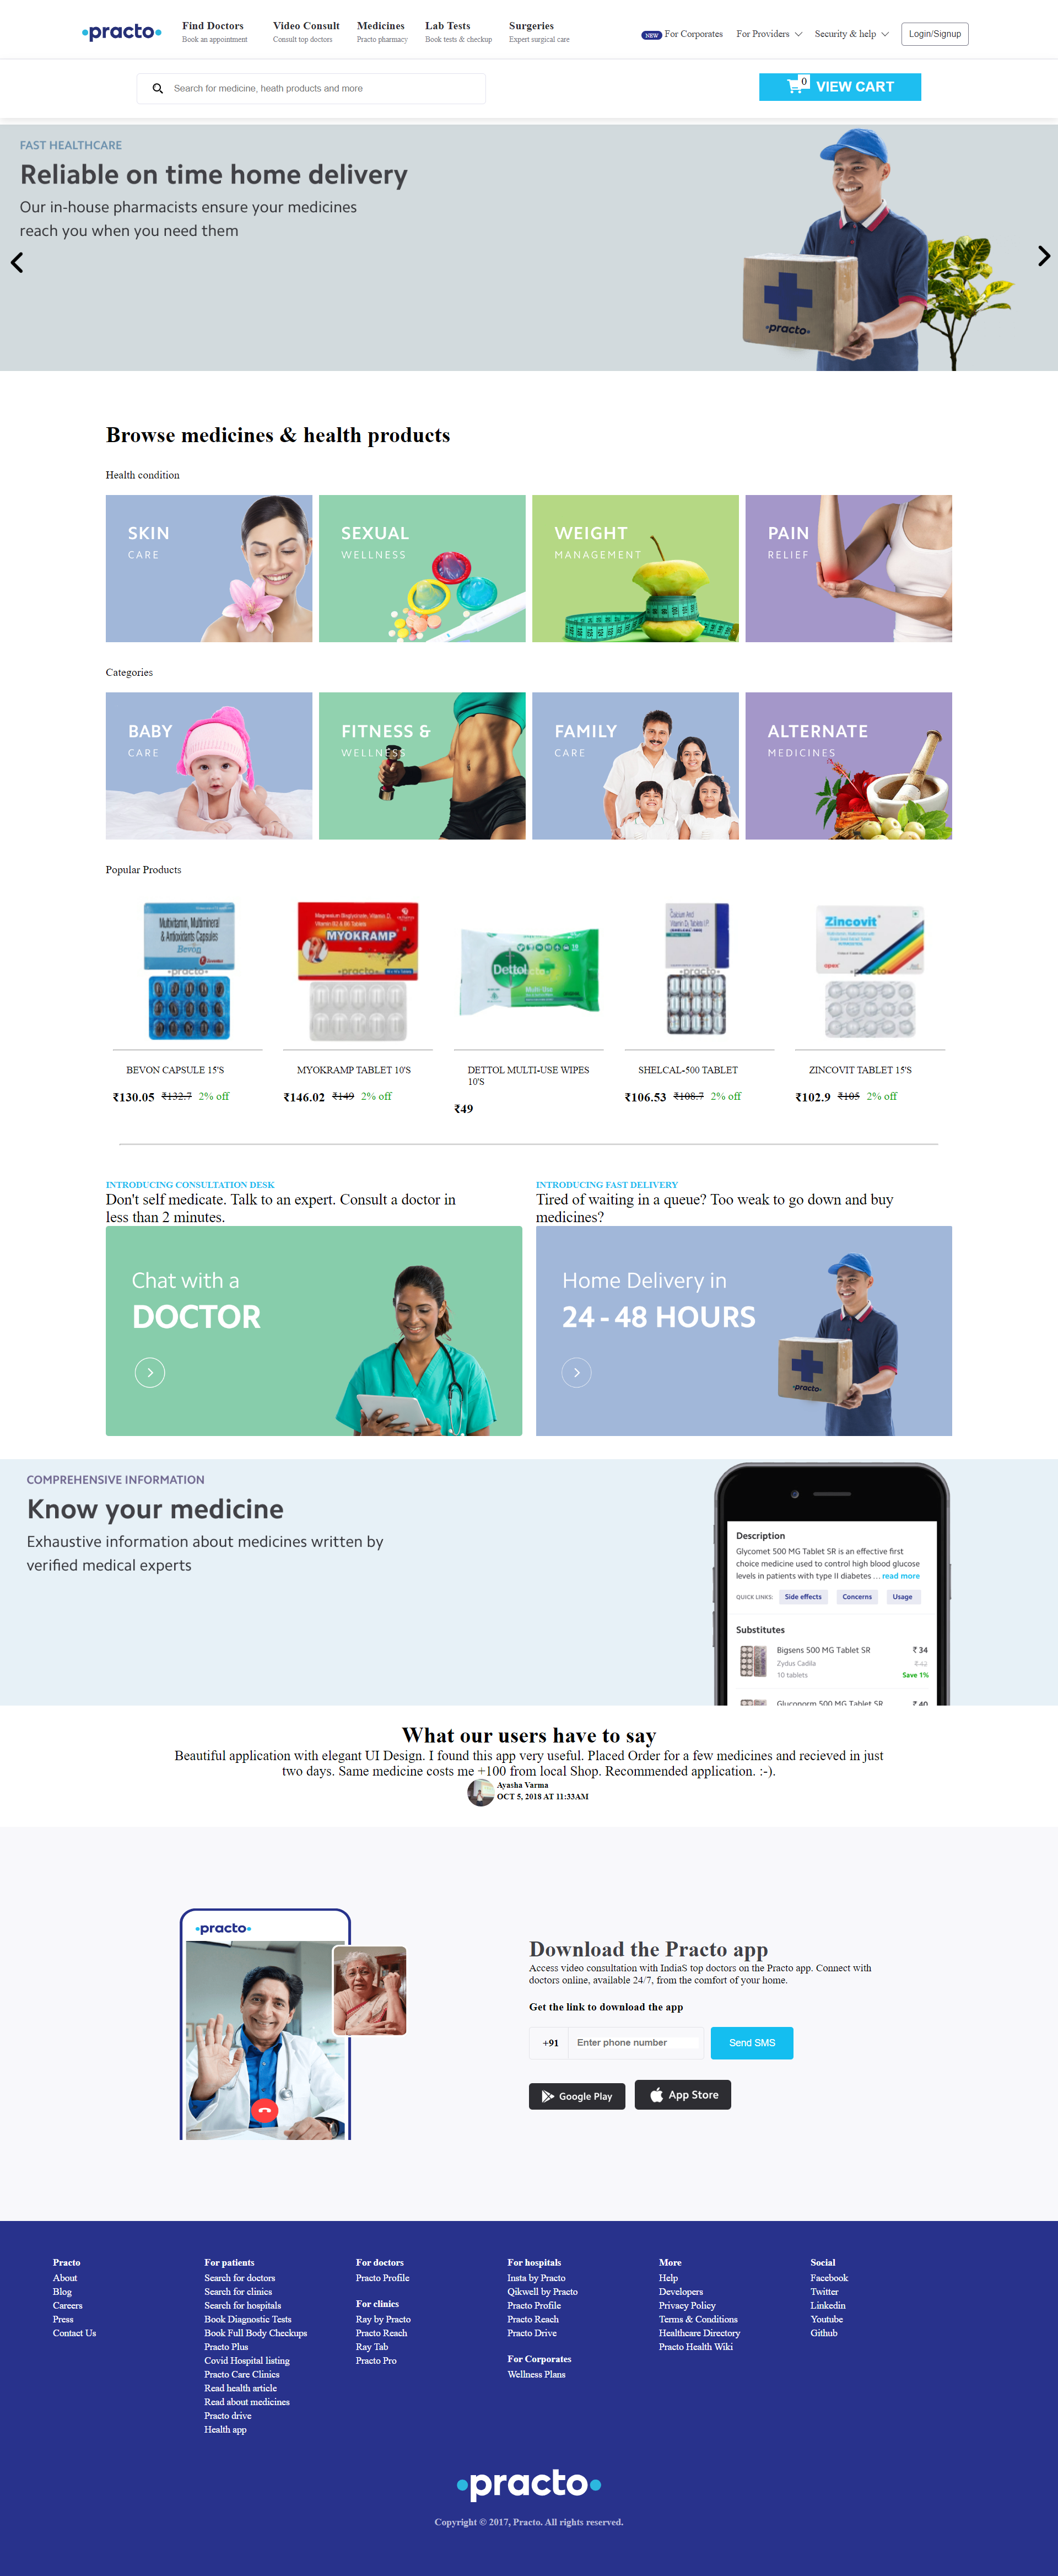 practo
Find Doctors
Book an appointment
Video Consult
Consult top doctors
Medicines
Practo pharmacy
Lab Tests
Book tests & checkup
Surgeries
Expert surgical care
NEW For Corporates
For Providers
Security & help
Login/Signup
Search for medicine, heath products and more
0 VIEW CART
FAST HEALTHCARE
Reliable on time home delivery
Our in-house pharmacists ensure your medicines
reach you when you need them
practo
Browse medicines & health products
Health condition
SKIN
CARE
SEXUAL
WELLNESS
WEIGHT
MANAGEMENT
PAIN
RELIEF
Categories
BABY
CARE
FITNESS &
WELLNESS
FAMILY
CARE
ALTERNATE
MEDICINES
Popular Products
Multivitamin, Multimineral
& Antioxidants Capsules
Bevon
practo
MYOKRAMP
practo
Dettol
Multi-Use
practo
practo
Zincovit
apex
practo
BEVON CAPSULE 15'S
₹130.05 ₹132.7 2% off
MYOKRAMP TABLET 10'S
₹146.02 ₹149 2% off
DETTOL MULTI-USE WIPES
10'S
₹49
SHELCAL-500 TABLET
₹106.53 ₹108.7 2% off
ZINCOVIT TABLET 15'S
₹102.9 ₹105 2% off
INTRODUCING CONSULTATION DESK
Don't self medicate. Talk to an expert. Consult a doctor in
less than 2 minutes.
Chat with a
DOCTOR
INTRODUCING FAST DELIVERY
Tired of waiting in a queue? Too weak to go down and buy
medicines?
Home Delivery in
24 - 48 HOURS
practo
COMPREHENSIVE INFORMATION
Know your medicine
Exhaustive information about medicines written by
verified medical experts
Description
Glycomet 500 MG Tablet SR is an effective first
choice medicine used to control high blood glucose
levels in patients with type II diabetes ... read more
QUICK LINKS: Side effects Concerns Usage
Substitutes
Bigsens 500 MG Tablet SR ₹ 34
Zydus Cadila ₹ 42
10 tablets Save 1%
Gluconorm 500 MG Tablet SR ₹ 40
What our users have to say
Beautiful application with elegant UI Design. I found this app very useful. Placed Order for a few medicines and recieved in just
two days. Same medicine costs me +100 from local Shop. Recommended application. :-).
Ayasha Varma
OCT 5, 2018 AT 11:33AM
practo
Download the Practo app
Access video consultation with IndiaS top doctors on the Practo app. Connect with
doctors online, available 24/7, from the comfort of your home.
Get the link to download the app
+91 Enter phone number Send SMS
Google Play App Store
Practo
About
Blog
Careers
Press
Contact Us
For patients
Search for doctors
Search for clinics
Search for hospitals
Book Diagnostic Tests
Book Full Body Checkups
Practo Plus
Covid Hospital listing
Practo Care Clinics
Read health article
Read about medicines
Practo drive
Health app
For doctors
Practo Profile
For clinics
Ray by Practo
Practo Reach
Ray Tab
Practo Pro
For hospitals
Insta by Practo
Qikwell by Practo
Practo Profile
Practo Reach
Practo Drive
For Corporates
Wellness Plans
More
Help
Developers
Privacy Policy
Terms & Conditions
Healthcare Directory
Practo Health Wiki
Social
Facebook
Twitter
Linkedin
Youtube
Github
practo
Copyright © 2017, Practo. All rights reserved.